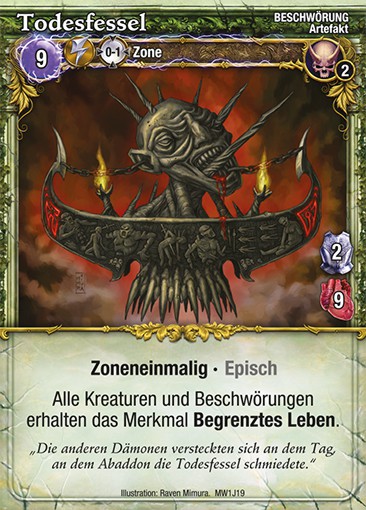 Todesfessel
BESCHWÖRUNG
Artefakt
9
0-1 Zone
2
2
9
Zoneneinmalig · Episch
Alle Kreaturen und Beschwörungen
erhalten das Merkmal Begrenztes Leben.
„Die anderen Dämonen versteckten sich an dem Tag,
an dem Abaddon die Todesfessel schmiedete.“
Illustration: Raven Mimura. MW1J19